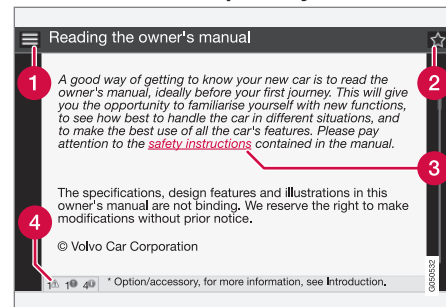 Reading the owner's manual
1
2
A good way of getting to know your new car is to read the
owner's manual, ideally before your first journey. This will give
you the opportunity to familiarise yourself with new functions,
to see how best to handle the car in different situations, and
to make the best use of all the car's features. Please pay
attention to the safety instructions contained in the manual.
3
The specifications, design features and illustrations in this
owner's manual are not binding. We reserve the right to make
modifications without prior notice.
4
© Volvo Car Corporation
1 1 4 * Option/accessory, for more information, see Introduction.
G050532